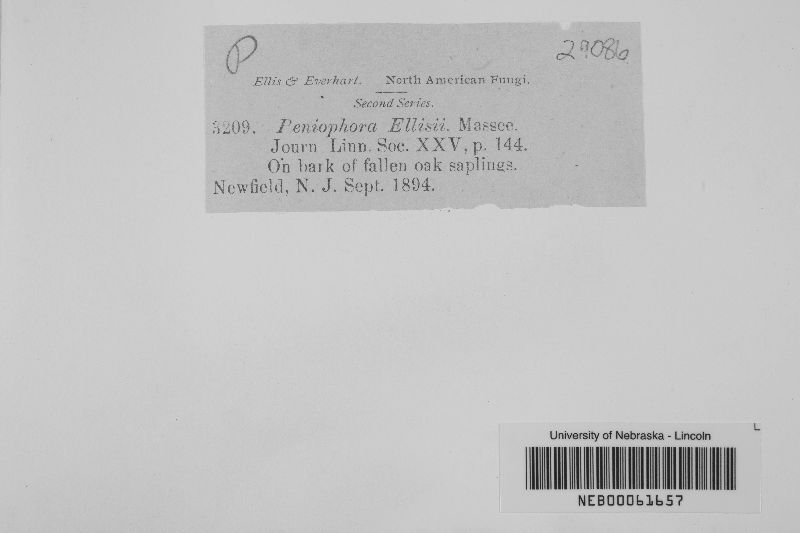 P 29086
Ellis & Everhart. North American Fungi.
Second Series.
3209. Peniophora Ellisii. Massee.
Journ Linn. Soc. XXV, p. 144.
On bark of fallen oak saplings.
Newfield, N. J. Sept. 1894.
L
University of Nebraska - Lincoln
NEB00061657